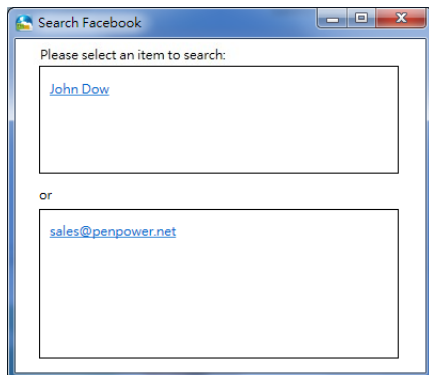 Search Facebook
Please select an item to search:
John Dow
or
sales@penpower.net